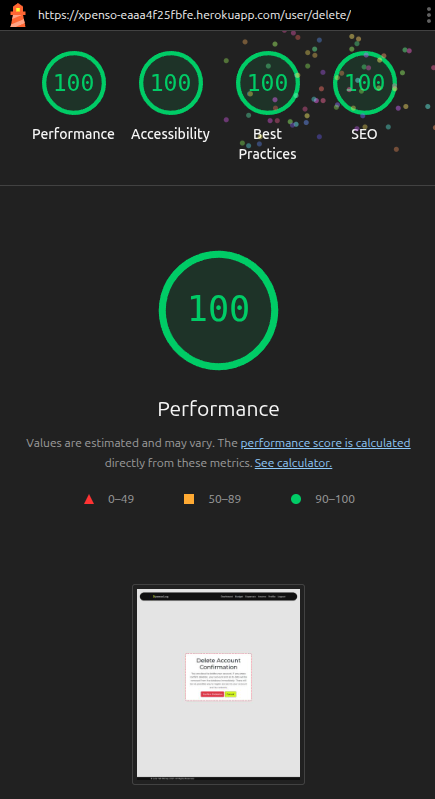 https://xpenso-eaaa4f25fbfe.herokuapp.com/user/delete/
100 100 100 100
Performance Accessibility Best Practices SEO
100
Performance
Values are estimated and may vary. The performance score is calculated
directly from these metrics. See calculator.
0–49 50–89 90–100
Delete Account
Confirmation